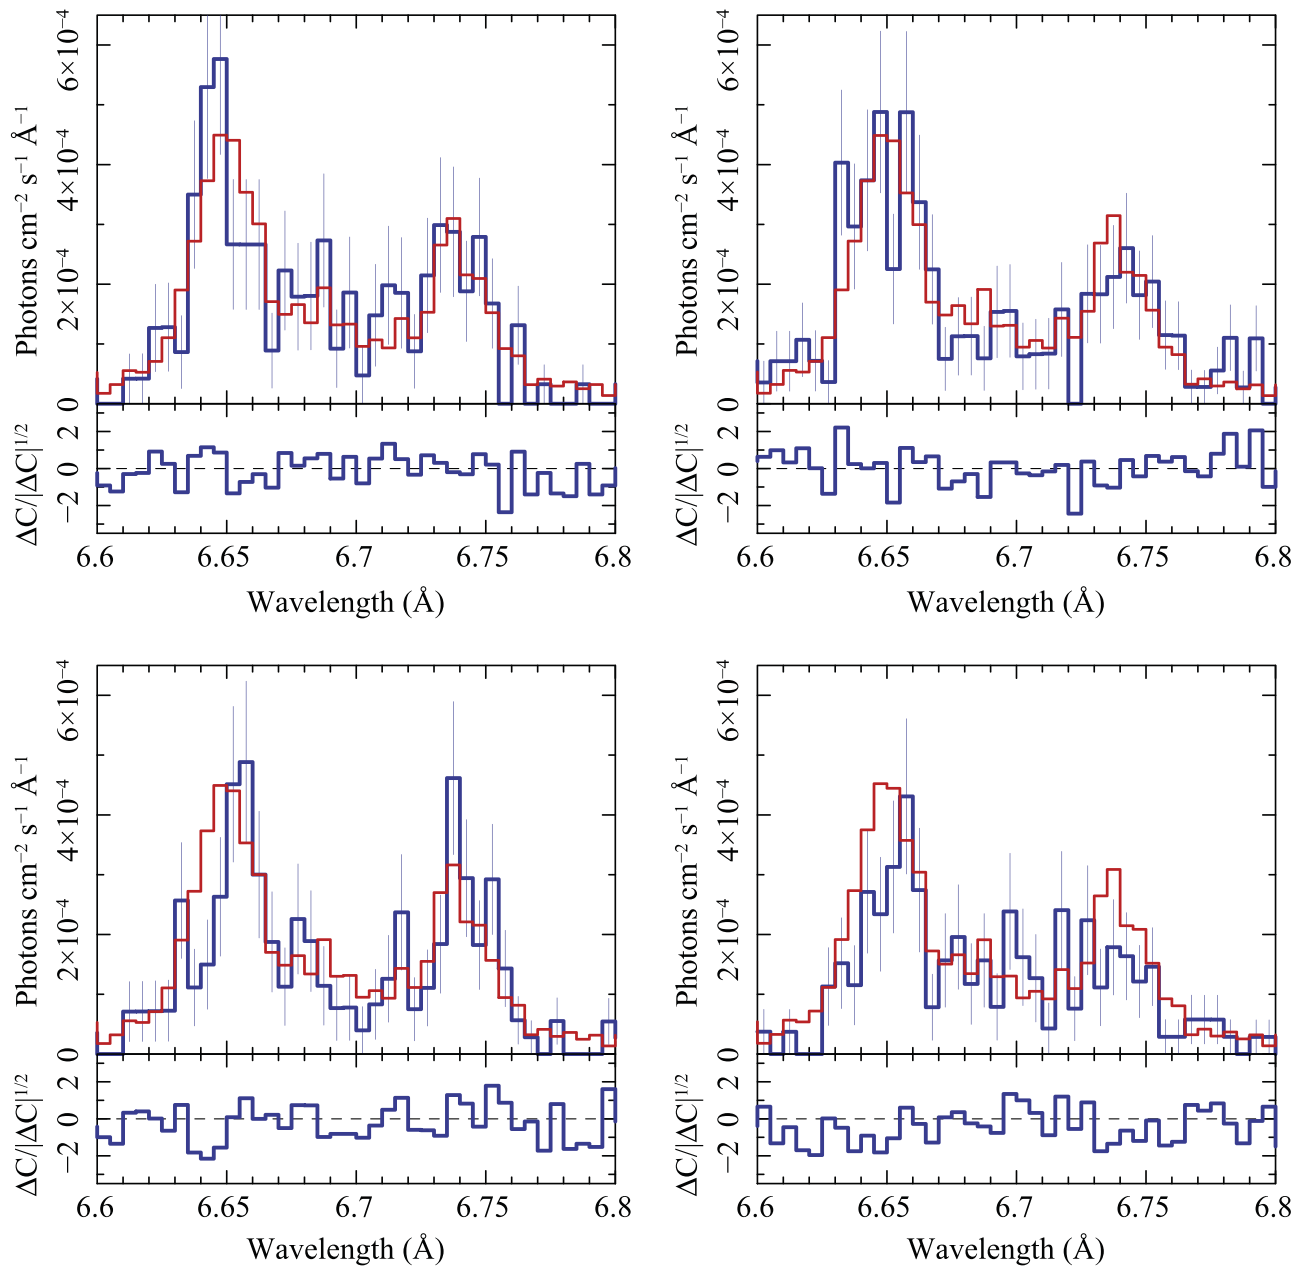 Photons cm⁻² s⁻¹ Å⁻¹
0 2×10⁻⁴ 4×10⁻⁴ 6×10⁻⁴
ΔC/|ΔC|^1/2
−2 0 2
6.6 6.65 6.7 6.75 6.8
Wavelength (Å)
Photons cm⁻² s⁻¹ Å⁻¹
0 2×10⁻⁴ 4×10⁻⁴ 6×10⁻⁴
ΔC/|ΔC|^1/2
−2 0 2
6.6 6.65 6.7 6.75 6.8
Wavelength (Å)
Photons cm⁻² s⁻¹ Å⁻¹
0 2×10⁻⁴ 4×10⁻⁴ 6×10⁻⁴
ΔC/|ΔC|^1/2
−2 0 2
6.6 6.65 6.7 6.75 6.8
Wavelength (Å)
Photons cm⁻² s⁻¹ Å⁻¹
0 2×10⁻⁴ 4×10⁻⁴ 6×10⁻⁴
ΔC/|ΔC|^1/2
−2 0 2
6.6 6.65 6.7 6.75 6.8
Wavelength (Å)